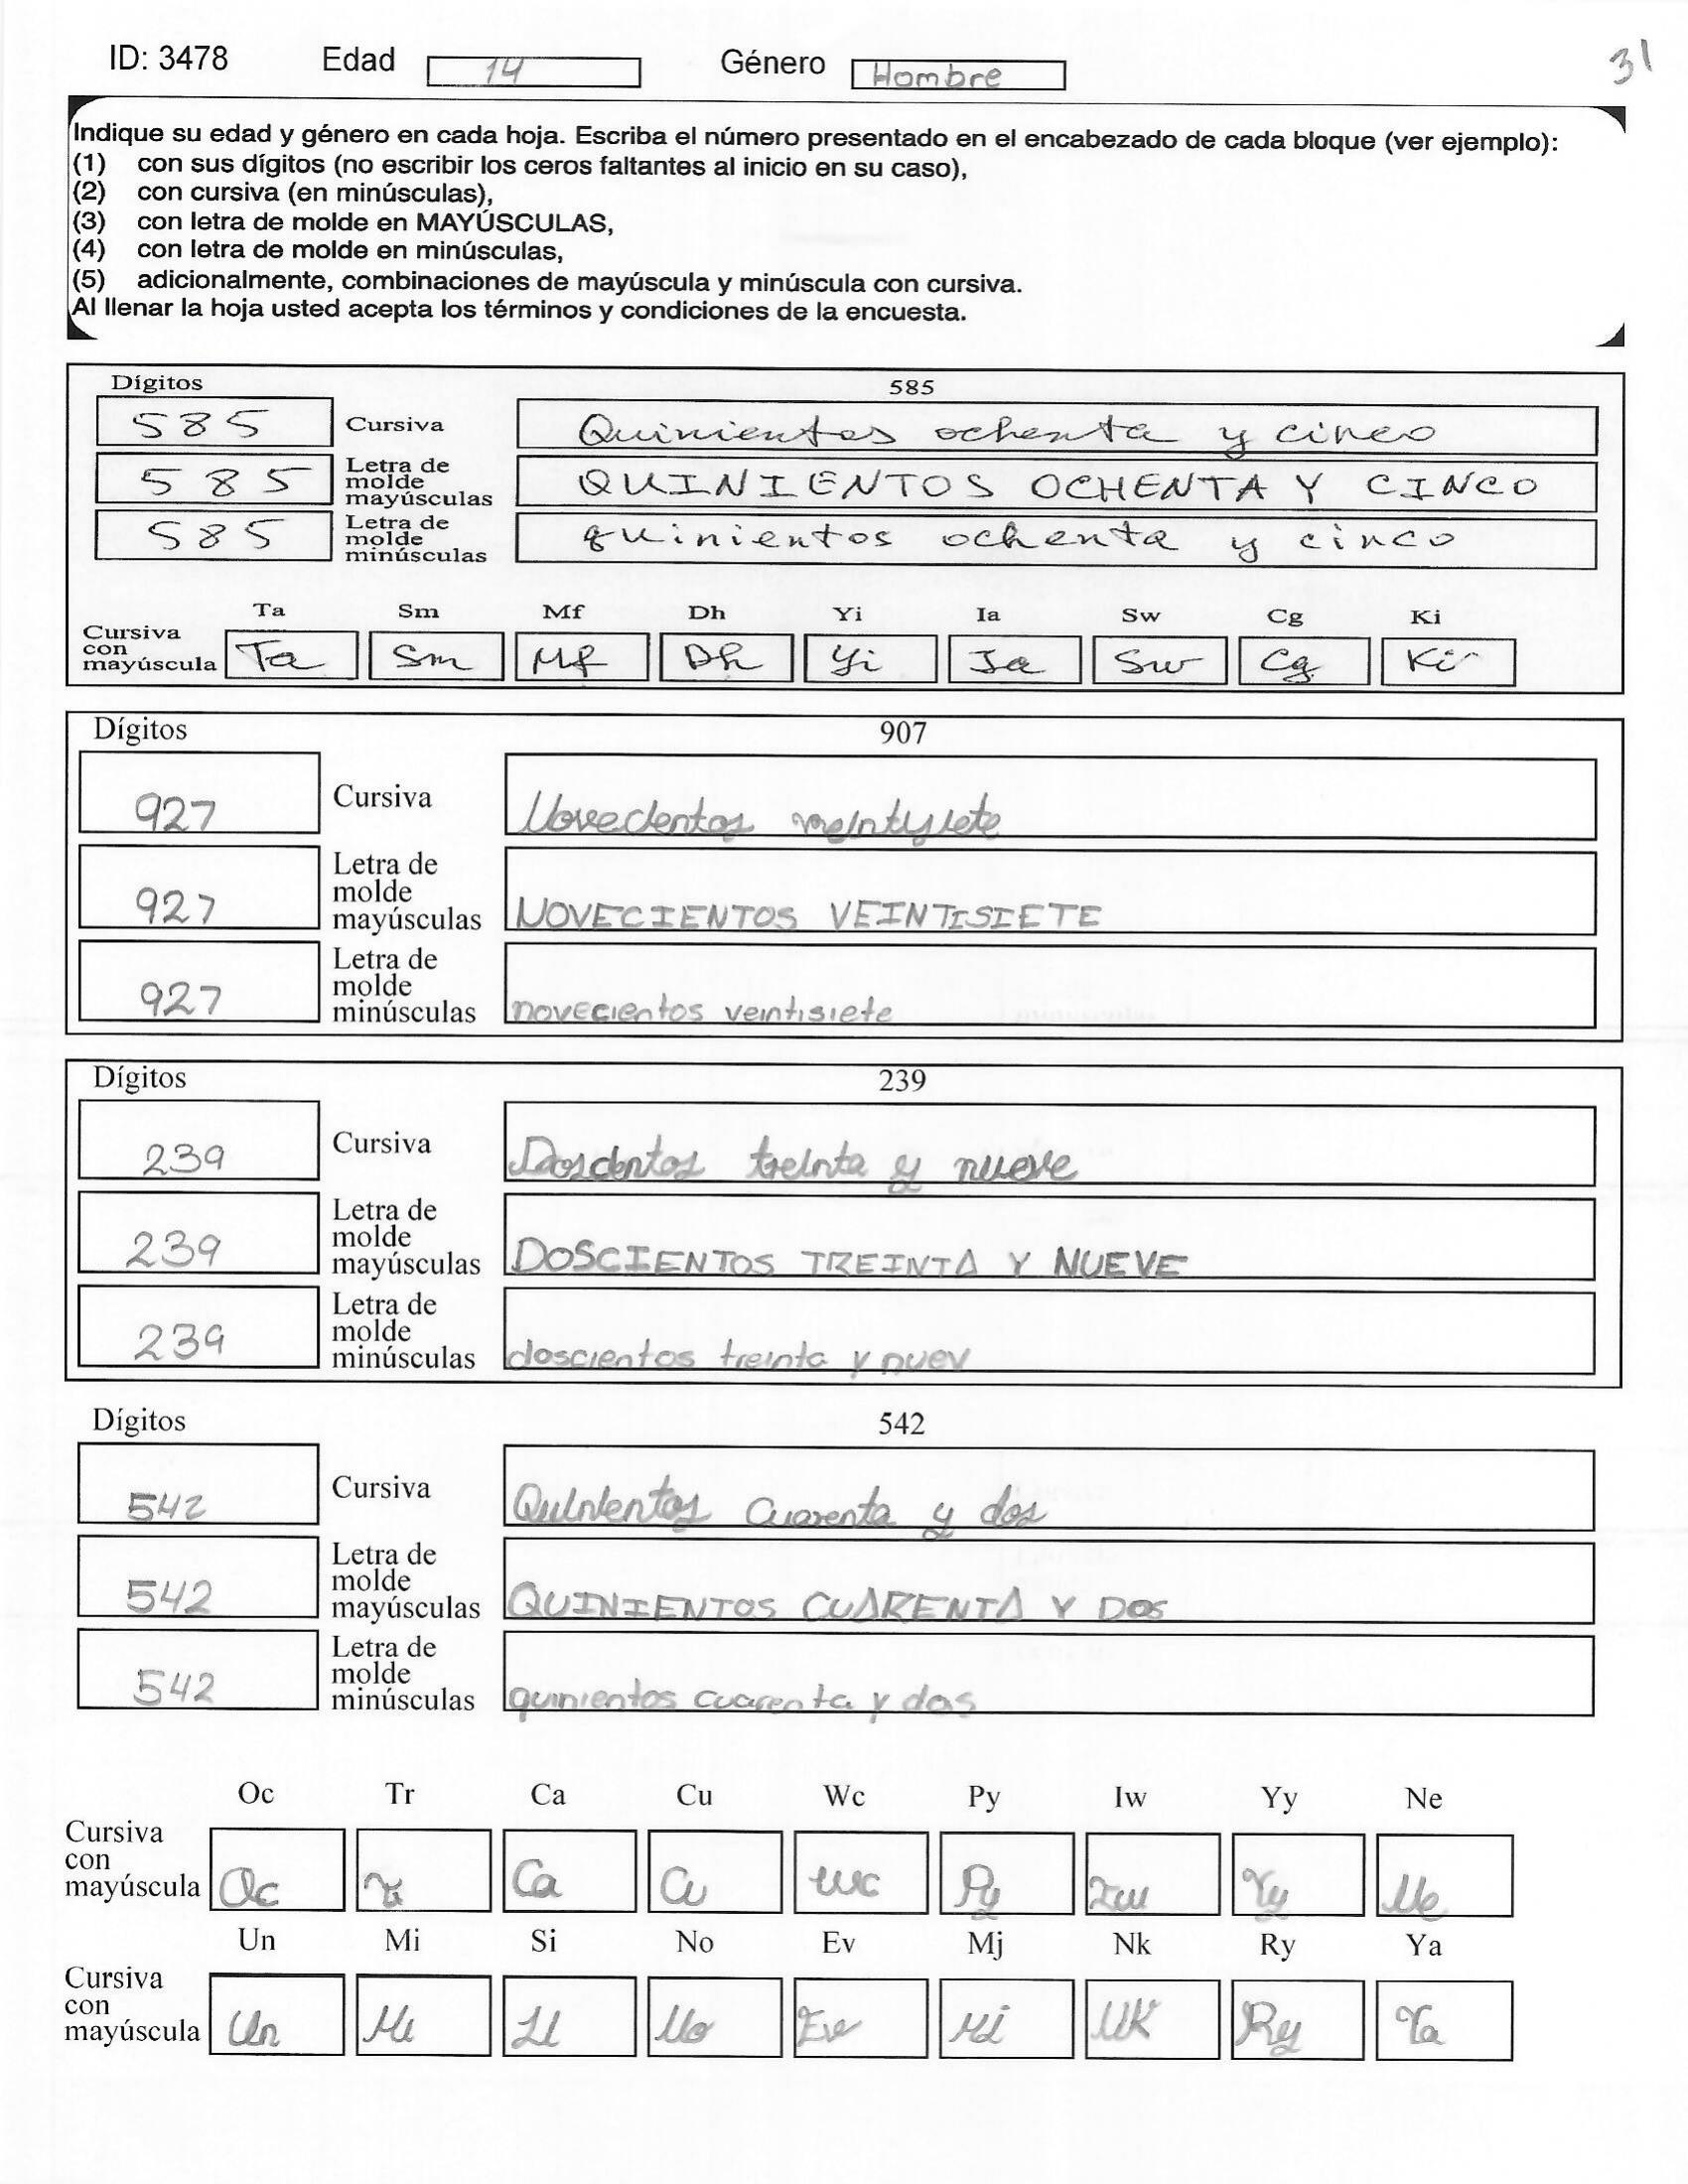 ID: 3478 Edad 14 Género Hombre 31
Indique su edad y género en cada hoja. Escriba el número presentado en el encabezado de cada bloque (ver ejemplo):
(1) con sus dígitos (no escribir los ceros faltantes al inicio en su caso),
(2) con cursiva (en minúsculas),
(3) con letra de molde en MAYÚSCULAS,
(4) con letra de molde en minúsculas,
(5) adicionalmente, combinaciones de mayúscula y minúscula con cursiva.
Al llenar la hoja usted acepta los términos y condiciones de la encuesta.
Dígitos 585
585 Cursiva Quinientos ochenta y cinco
585 Letra de molde mayúsculas QUINIENTOS OCHENTA Y CINCO
585 Letra de molde minúsculas quinientos ochenta y cinco
Ta Sm Mf Dh Yi Ia Sw Cg Ki
Cursiva con mayúscula Ta Sm Mf Dh Yi Ia Sw Cg Ki
Dígitos 907
927 Cursiva Novecientos veintisiete
927 Letra de molde mayúsculas NOVECIENTOS VEINTISIETE
927 Letra de molde minúsculas novecientos veintisiete
Dígitos 239
239 Cursiva Doscientos treinta y nueve
239 Letra de molde mayúsculas DOSCIENTOS TREINTA Y NUEVE
239 Letra de molde minúsculas doscientos treinta y nuev
Dígitos 542
542 Cursiva Quinientos Cuarenta y dos
542 Letra de molde mayúsculas QUINIENTOS CUARENTA Y DOS
542 Letra de molde minúsculas quinientos cuarenta y dos
Oc Tr Ca Cu Wc Py Iw Yy Ne
Cursiva con mayúscula Oc Tr Ca Cu Wc Py Iw Yy Ne
Un Mi Si No Ev Mj Nk Ry Ya
Cursiva con mayúscula Un Mi Si No Ev Mj Nk Ry Ya